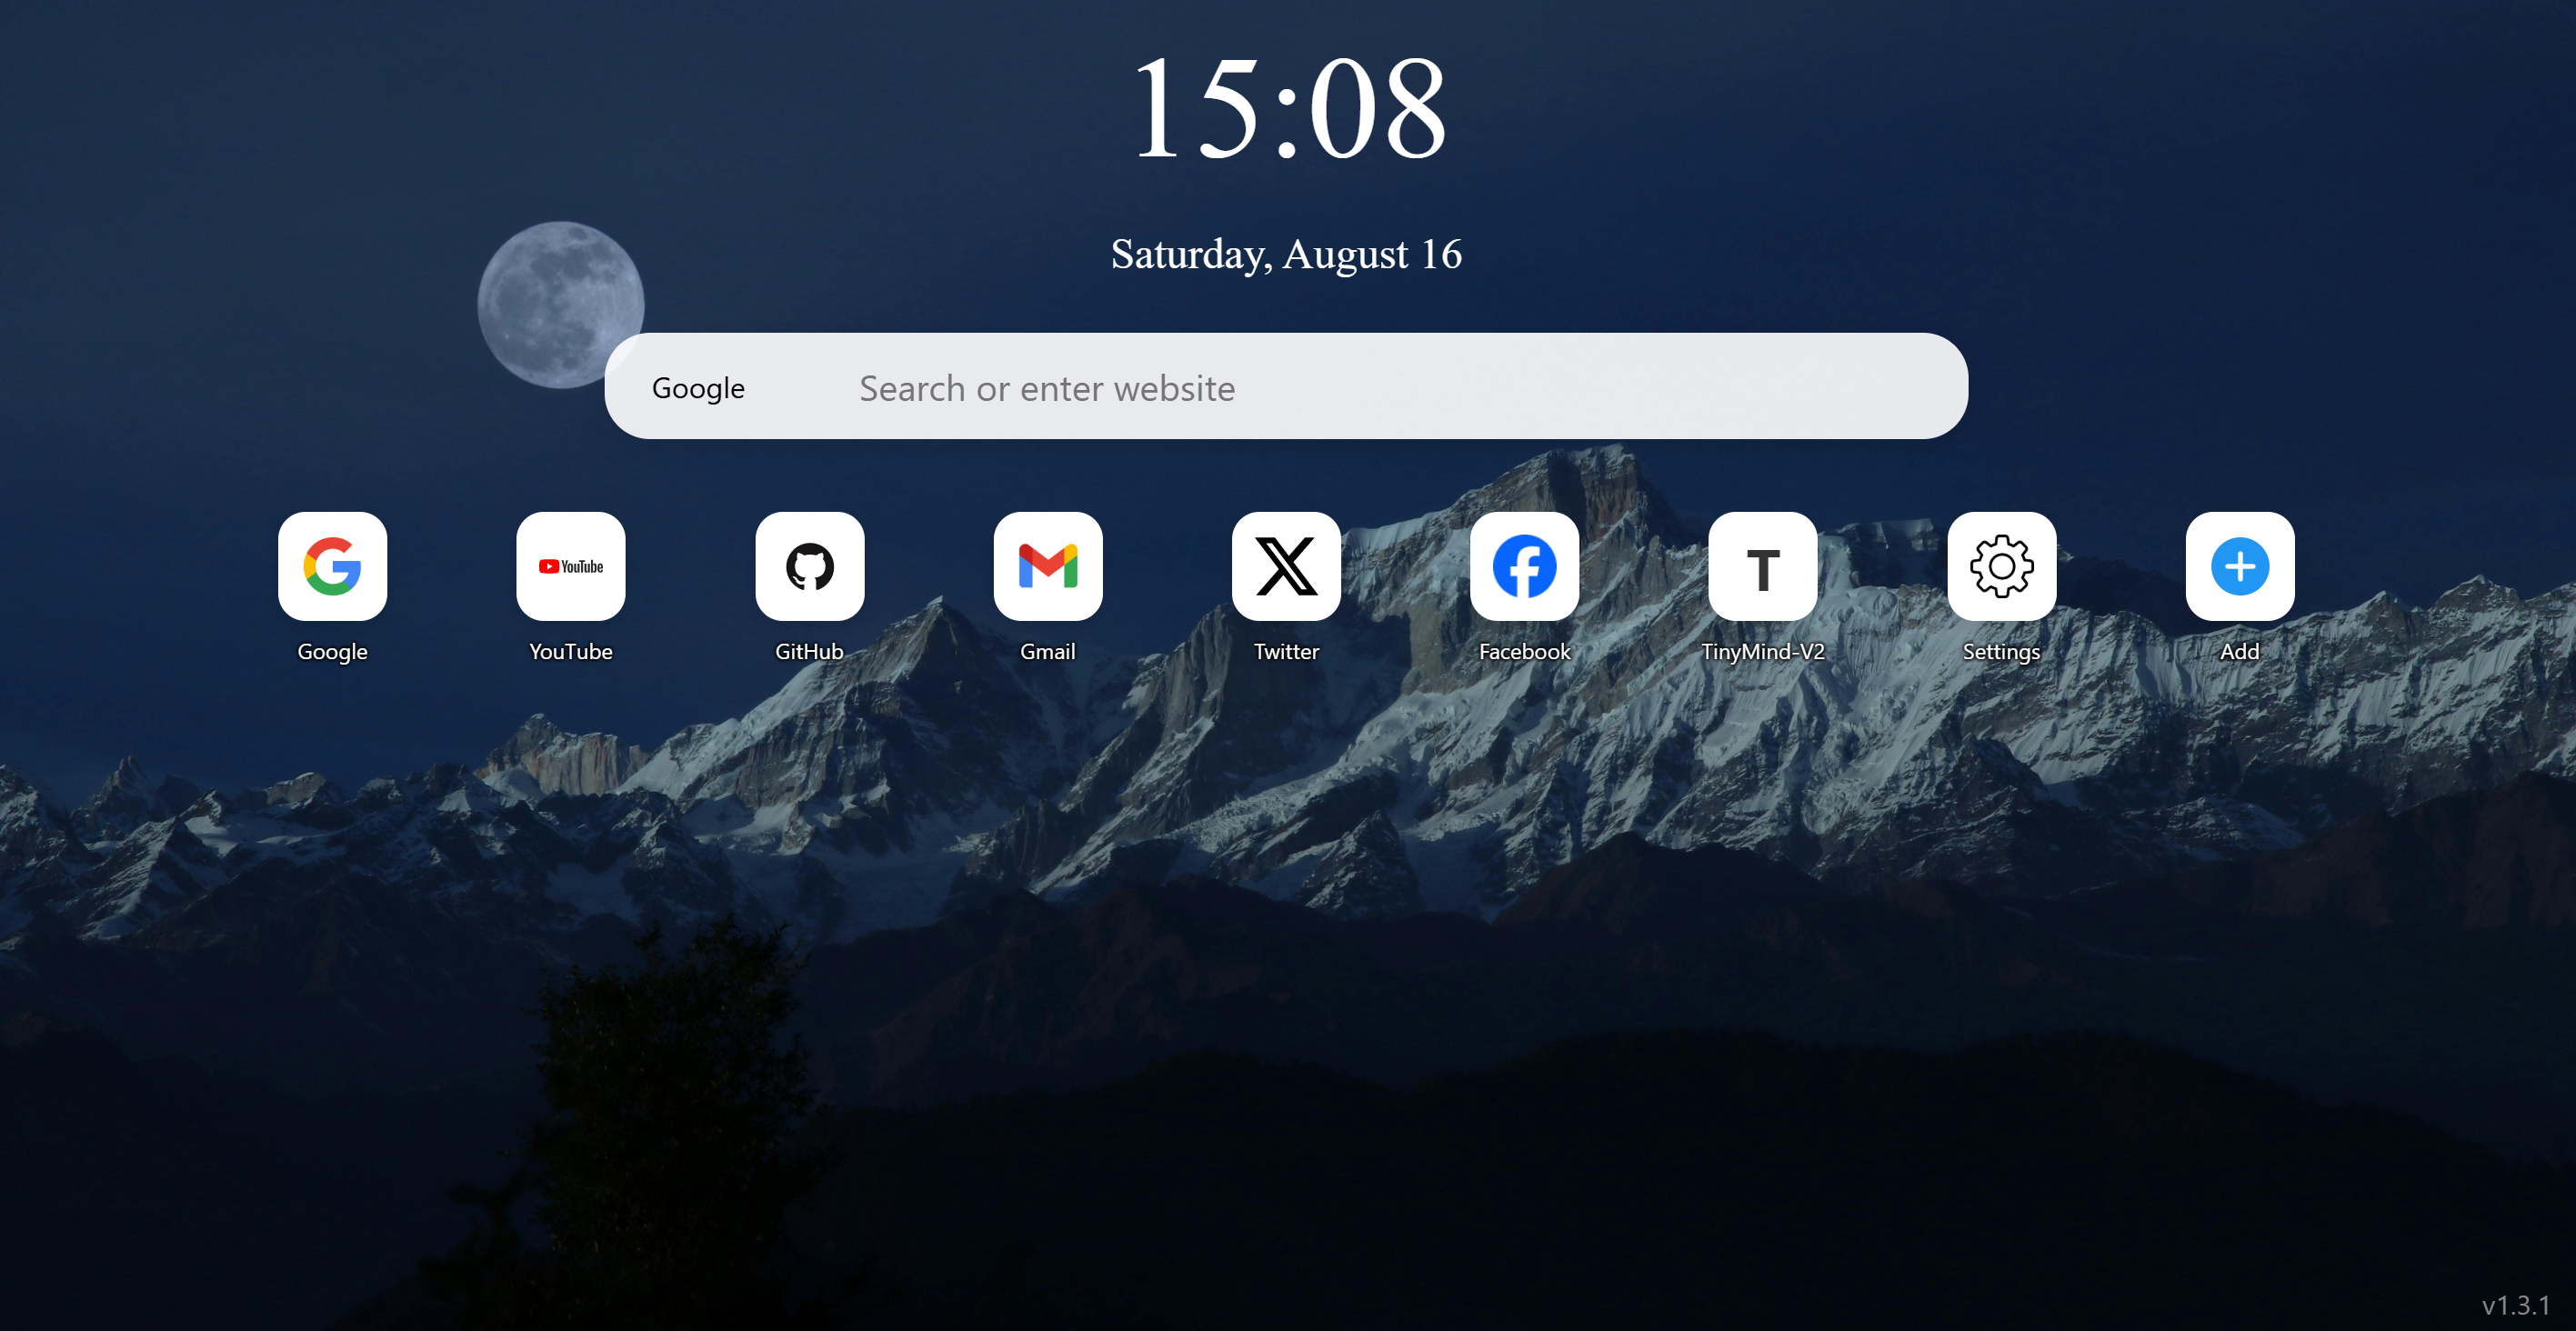 15:08
Saturday, August 16
Google Search or enter website
YouTube
T
Google YouTube GitHub Gmail Twitter Facebook TinyMind-V2 Settings Add
v1.3.1